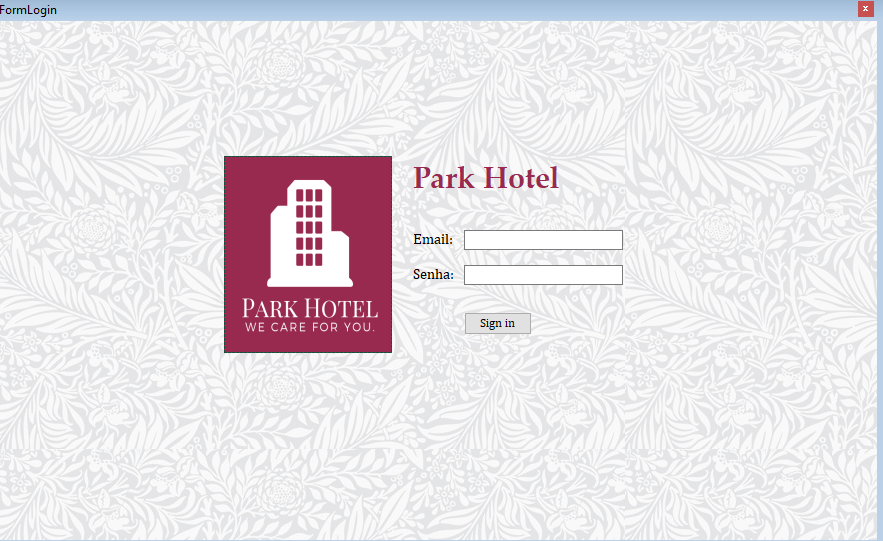 FormLogin
x
Park Hotel
Email:
Senha:
Sign in
PARK HOTEL
WE CARE FOR YOU.